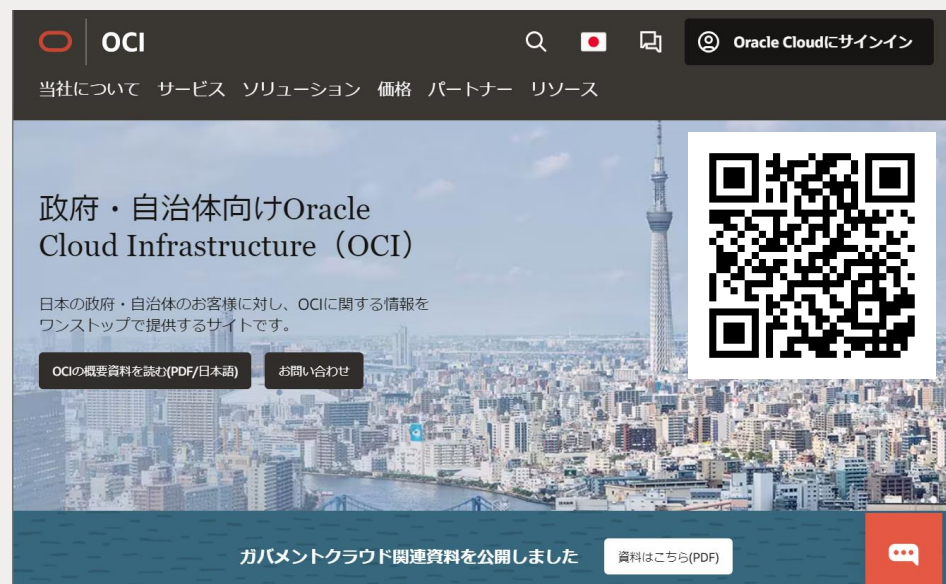 OCI
Oracle Cloudにサインイン
当社について サービス ソリューション 価格 パートナー リソース
政府・自治体向けOracle
Cloud Infrastructure（OCI）
日本の政府・自治体のお客様に対し、OCIに関する情報を
ワンストップで提供するサイトです。
OCIの概要資料を読む(PDF/日本語) お問い合わせ
ガバメントクラウド関連資料を公開しました 資料はこちら(PDF)